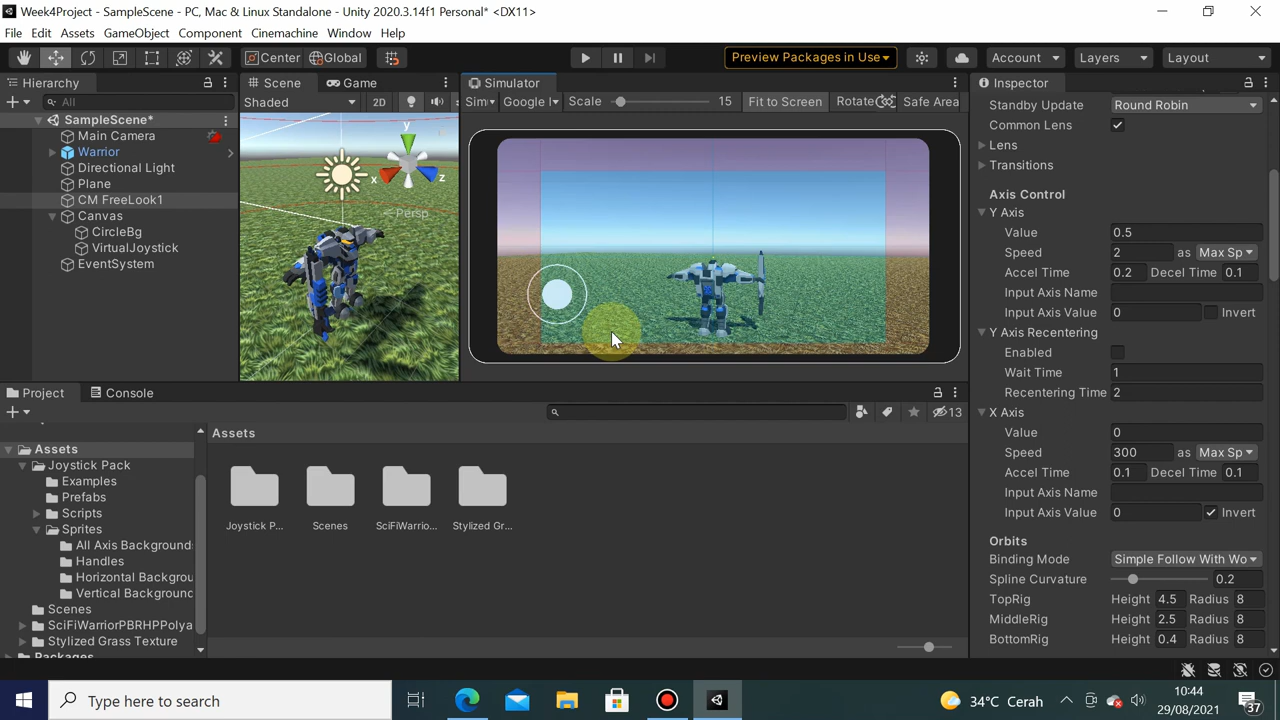 Week4Project - SampleScene* - PC, Mac & Linux Standalone - Unity 2020.3.14f1 Personal* <DX11>
File Edit Assets GameObject Component Cinemachine Window Help
Center Global Preview Packages in Use Account Layers Layout
Hierarchy
All
SampleScene*
Main Camera
Warrior
Directional Light
Plane
CM FreeLook1
Canvas
CircleBg
VirtualJoystick
EventSystem
Scene Game
Shaded 2D
y
x
z
Persp
Simulator
Google Scale 15 Fit to Screen Rotate Safe Area
Inspector
Standby Update Round Robin
Common Lens
Lens
Transitions
Axis Control
Y Axis
Value 0.5
Speed 2 as Max Sp
Accel Time 0.2 Decel Time 0.1
Input Axis Name
Input Axis Value 0 Invert
Y Axis Recentering
Enabled
Wait Time 1
Recentering Time 2
X Axis
Value 0
Speed 300 as Max Sp
Accel Time 0.1 Decel Time 0.1
Input Axis Name
Input Axis Value 0 Invert
Orbits
Binding Mode Simple Follow With Wo
Spline Curvature 0.2
TopRig Height 4.5 Radius 8
MiddleRig Height 2.5 Radius 8
BottomRig Height 0.4 Radius 8
Project Console
13
Assets
Joystick Pack
Examples
Prefabs
Scripts
Sprites
All Axis Background
Handles
Horizontal Backgrou
Vertical Background
Scenes
SciFiWarriorPBRHPPolya
Stylized Grass Texture
Packages
Assets
Joystick P... Scenes SciFiWarrio... Stylized Gr...
Type here to search
34°C Cerah
10:44
29/08/2021
37